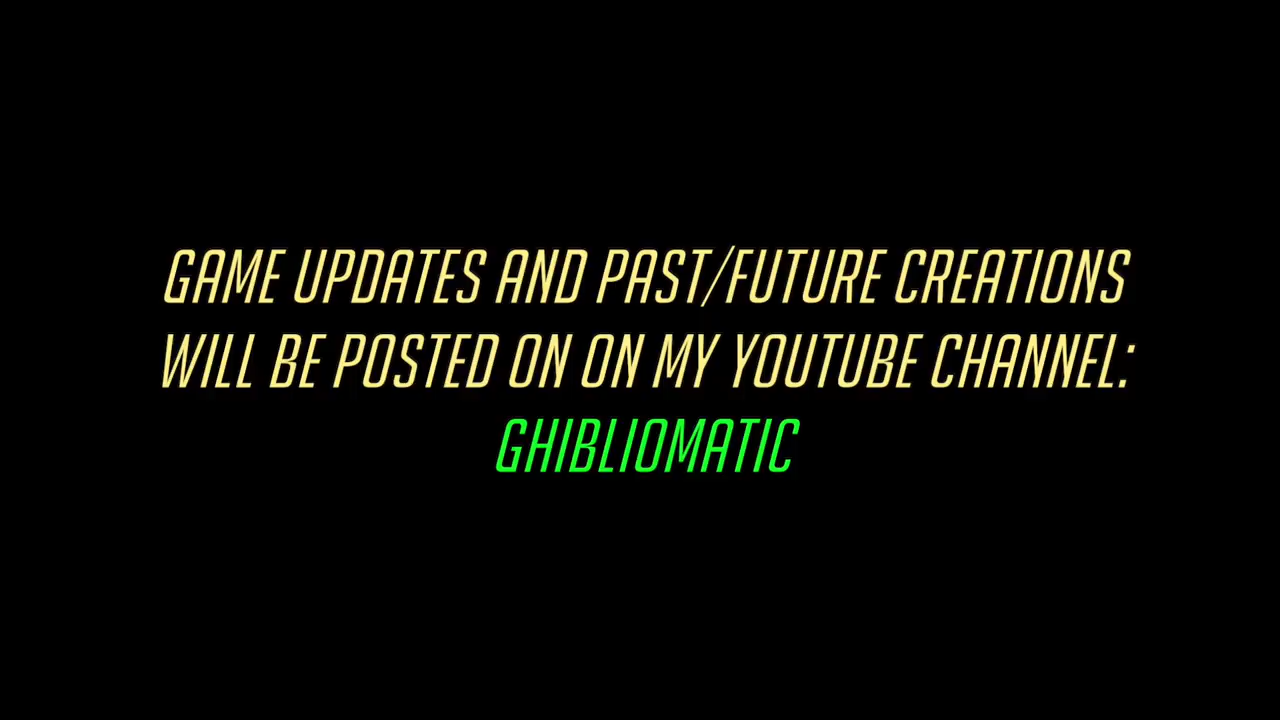 GAME UPDATES AND PAST/FUTURE CREATIONS
WILL BE POSTED ON ON MY YOUTUBE CHANNEL:
GHIBLIOMATIC